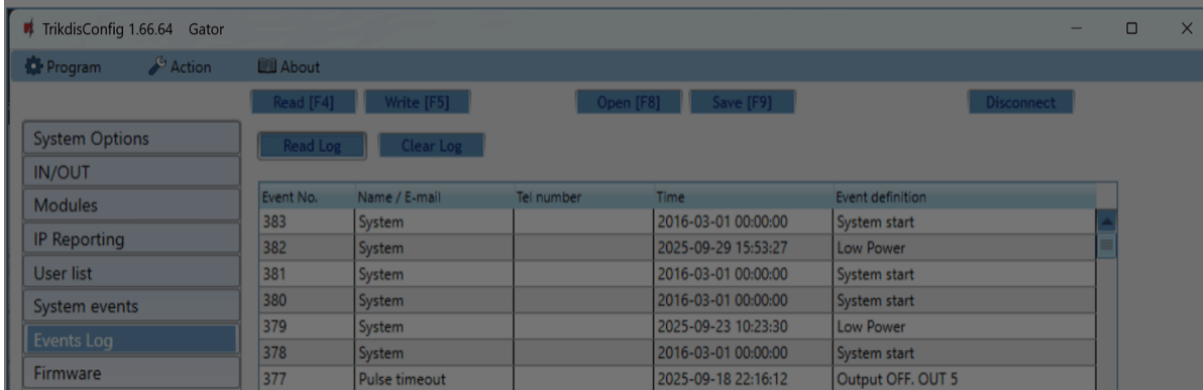 TrikdisConfig 1.66.64 Gator
Program Action About
Read [F4] Write [F5] Open [F8] Save [F9] Disconnect
Read Log Clear Log
System Options
IN/OUT
Modules
IP Reporting
User list
System events
Events Log
Firmware
Event No. Name / E-mail Tel number Time Event definition
383 System 2016-03-01 00:00:00 System start
382 System 2025-09-29 15:53:27 Low Power
381 System 2016-03-01 00:00:00 System start
380 System 2016-03-01 00:00:00 System start
379 System 2025-09-23 10:23:30 Low Power
378 System 2016-03-01 00:00:00 System start
377 Pulse timeout 2025-09-18 22:16:12 Output OFF. OUT 5